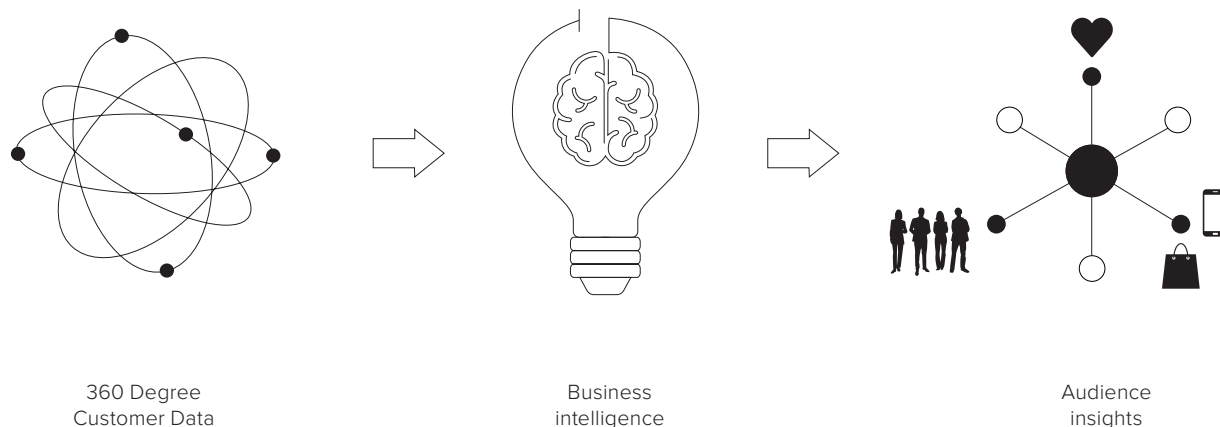 360 Degree
Customer Data
Business
intelligence
Audience
insights